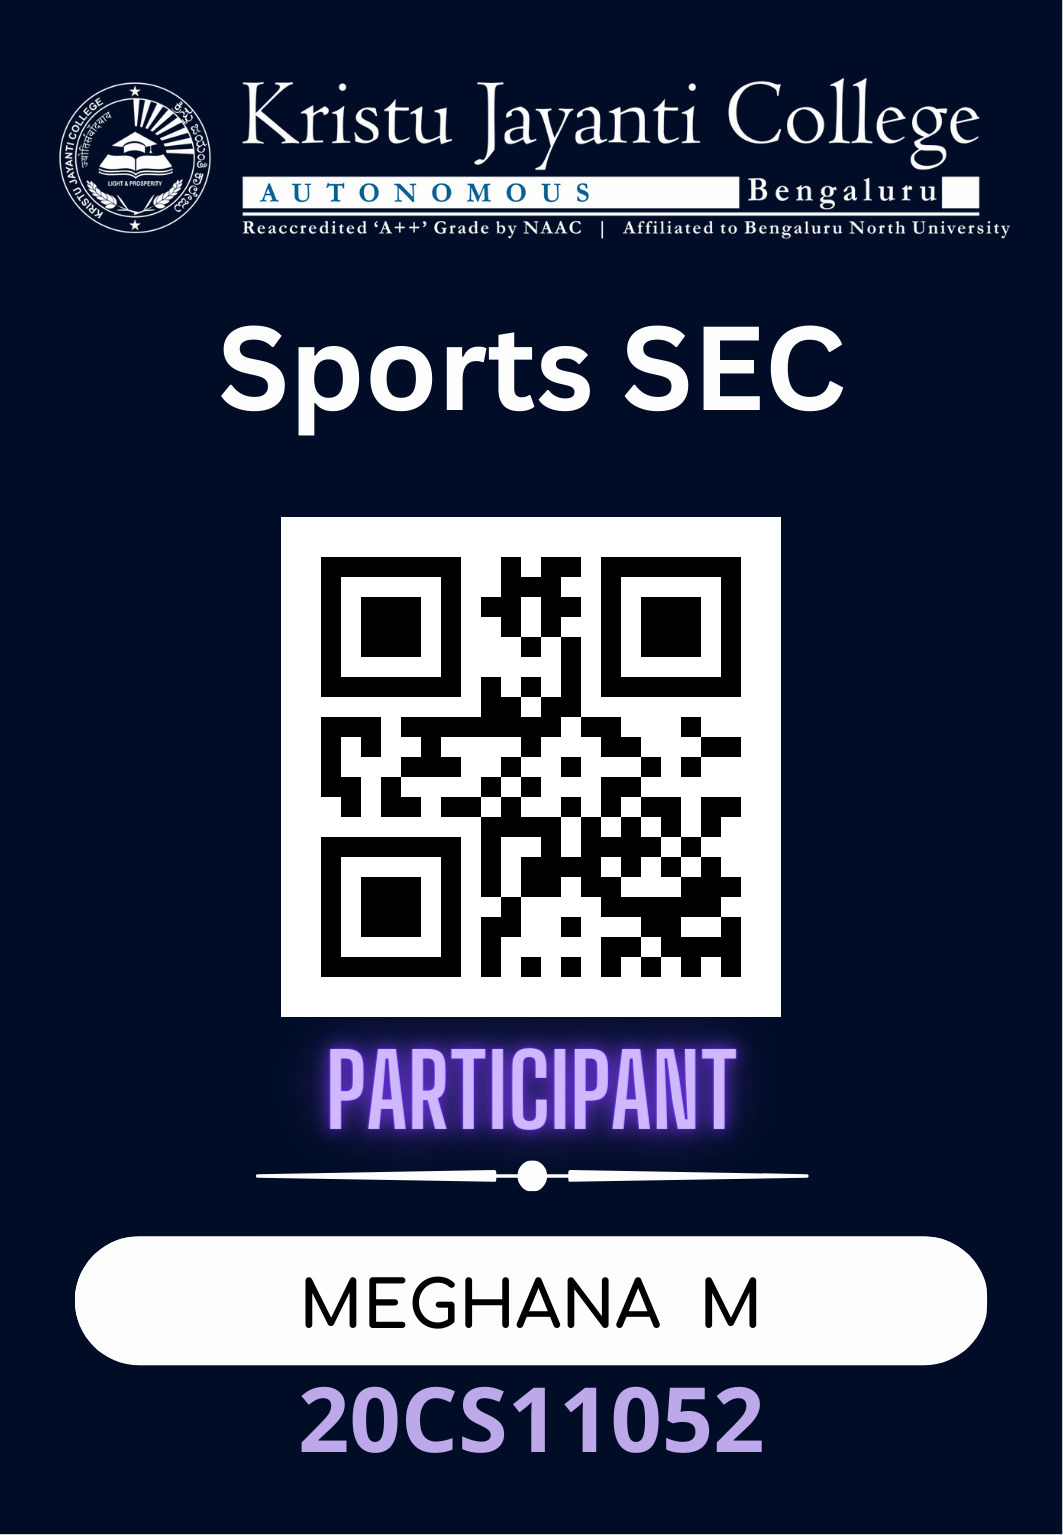 Kristu Jayanti College
AUTONOMOUS Bengaluru
Reaccredited ‘A++’ Grade by NAAC | Affiliated to Bengaluru North University
KRISTU JAYANTI COLLEGE
LIGHT & PROSPERITY
Sports SEC
PARTICIPANT
MEGHANA M
20CS11052